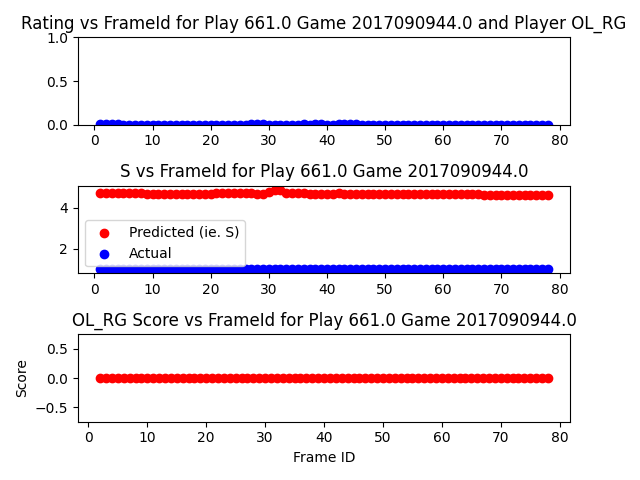 Rating vs FrameId for Play 661.0 Game 2017090944.0 and Player OL_RG
1.0
0.5
0.0
0 10 20 30 40 50 60 70 80
S vs FrameId for Play 661.0 Game 2017090944.0
4
2
Predicted (ie. S)
Actual
0 10 20 30 40 50 60 70 80
OL_RG Score vs FrameId for Play 661.0 Game 2017090944.0
Score
0.5
0.0
−0.5
0 10 20 30 40 50 60 70 80
Frame ID